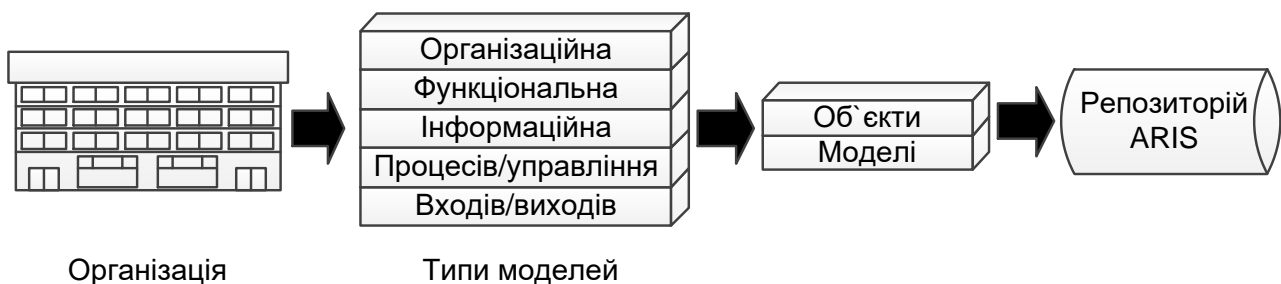 Організаційна
Функціональна
Інформаційна
Процесів/управління
Входів/виходів
Об`єкти
Моделі
Репозиторій
ARIS
Організація
Типи моделей